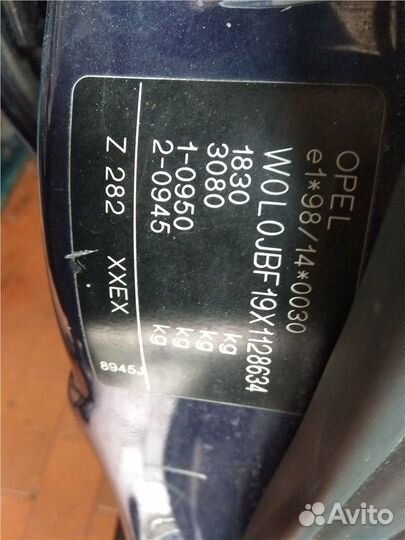 OPEL
e1*98/14*0030
W0L0JBF19X1128634
1830 kg
3080 kg
1-0950 kg
2-0945 kg
Z 282 XXEX
8945J
Avito